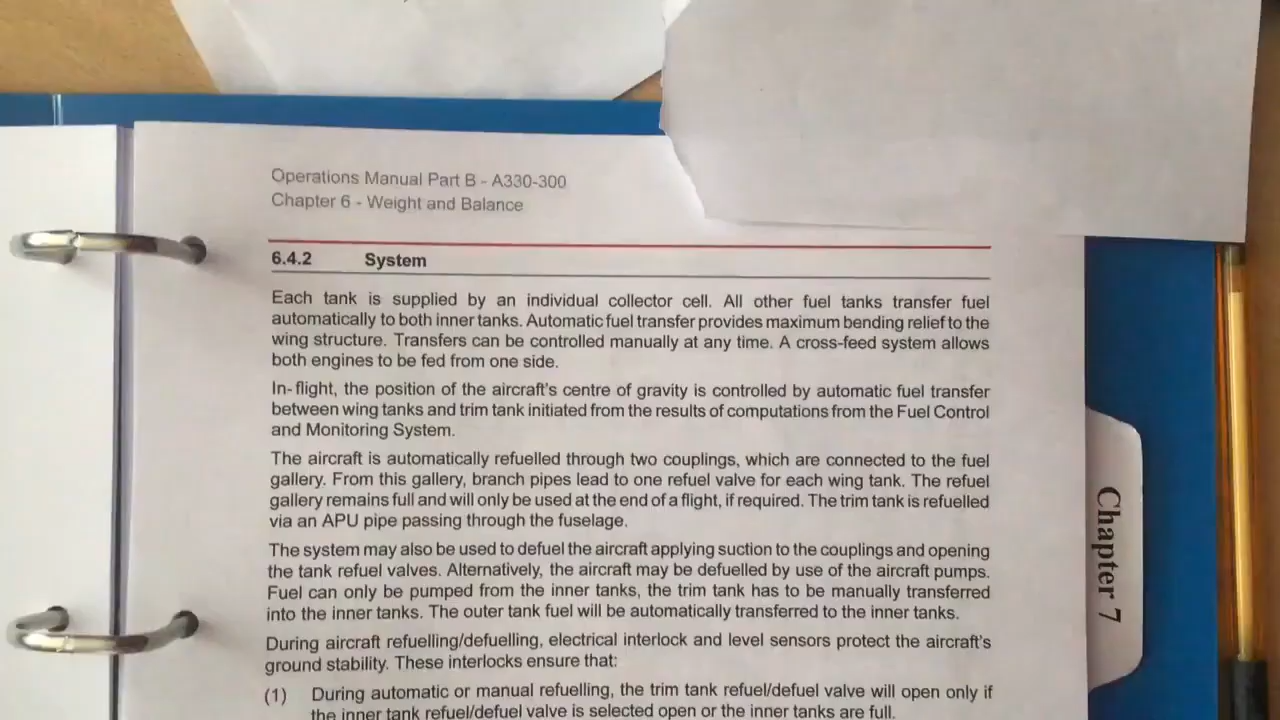 Operations Manual Part B - A330-300
Chapter 6 - Weight and Balance
6.4.2 System
Each tank is supplied by an individual collector cell. All other fuel tanks transfer fuel
automatically to both inner tanks. Automatic fuel transfer provides maximum bending relief to the
wing structure. Transfers can be controlled manually at any time. A cross-feed system allows
both engines to be fed from one side.
In-flight, the position of the aircraft's centre of gravity is controlled by automatic fuel transfer
between wing tanks and trim tank initiated from the results of computations from the Fuel Control
and Monitoring System.
The aircraft is automatically refuelled through two couplings, which are connected to the fuel
gallery. From this gallery, branch pipes lead to one refuel valve for each wing tank. The refuel
gallery remains full and will only be used at the end of a flight, if required. The trim tank is refuelled
via an APU pipe passing through the fuselage.
The system may also be used to defuel the aircraft applying suction to the couplings and opening
the tank refuel valves. Alternatively, the aircraft may be defuelled by use of the aircraft pumps.
Fuel can only be pumped from the inner tanks, the trim tank has to be manually transferred
into the inner tanks. The outer tank fuel will be automatically transferred to the inner tanks.
During aircraft refuelling/defuelling, electrical interlock and level sensors protect the aircraft's
ground stability. These interlocks ensure that:
(1) During automatic or manual refuelling, the trim tank refuel/defuel valve will open only if
the inner tank refuel/defuel valve is selected open or the inner tanks are full.
Chapter 7